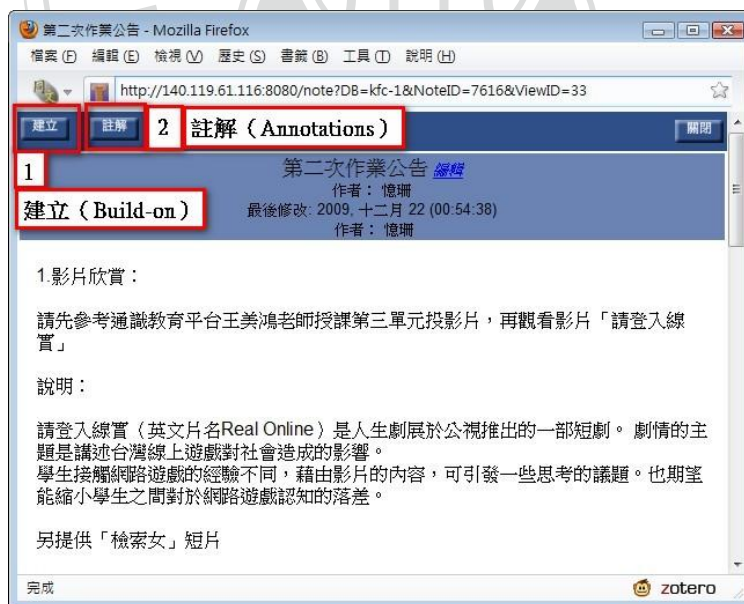 第二次作業公告 - Mozilla Firefox
檔案(F) 編輯(E) 檢視(V) 歷史(S) 書籤(B) 工具(T) 說明(H)
http://140.119.61.116:8080/note?DB=kfc-1&NoteID=7616&ViewID=33
建立 註解 2 註解（Annotations） 關閉
1 第二次作業公告 編輯
作者： 憶珊
建立（Build-on） 最後修改: 2009, 十二月 22 (00:54:38)
作者： 憶珊
1.影片欣賞：
請先參考通識教育平台王美鴻老師授課第三單元投影片，再觀看影片「請登入線
實」
說明：
請登入線實（英文片名Real Online）是人生劇展於公視推出的一部短劇。 劇情的主
題是講述台灣線上遊戲對社會造成的影響。
學生接觸網路遊戲的經驗不同，藉由影片的內容，可引發一些思考的議題。也期望
能縮小學生之間對於網路遊戲認知的落差。
另提供「檢索女」短片
完成 zotero